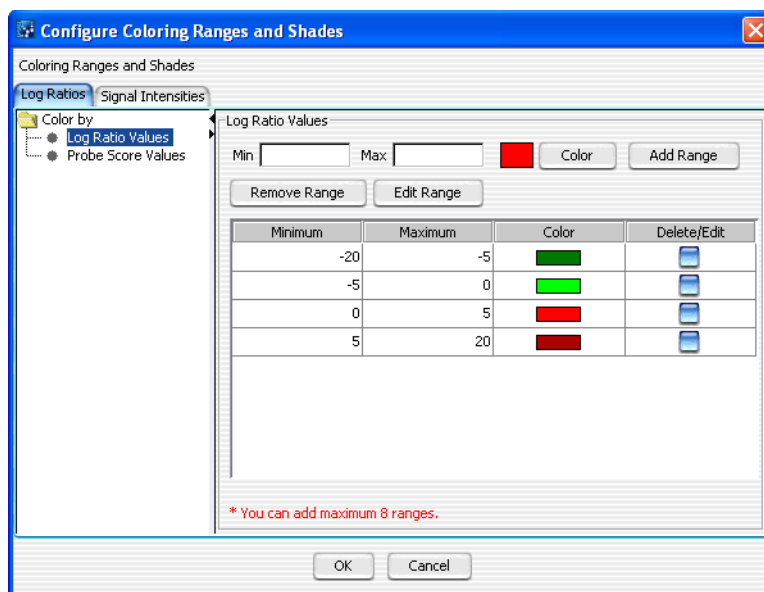 Configure Coloring Ranges and Shades
Coloring Ranges and Shades
Log Ratios Signal Intensities
Color by
Log Ratio Values
Probe Score Values
Log Ratio Values
Min Max Color Add Range
Remove Range Edit Range
Minimum Maximum Color Delete/Edit
-20 -5
-5 0
0 5
5 20
* You can add maximum 8 ranges.
OK Cancel